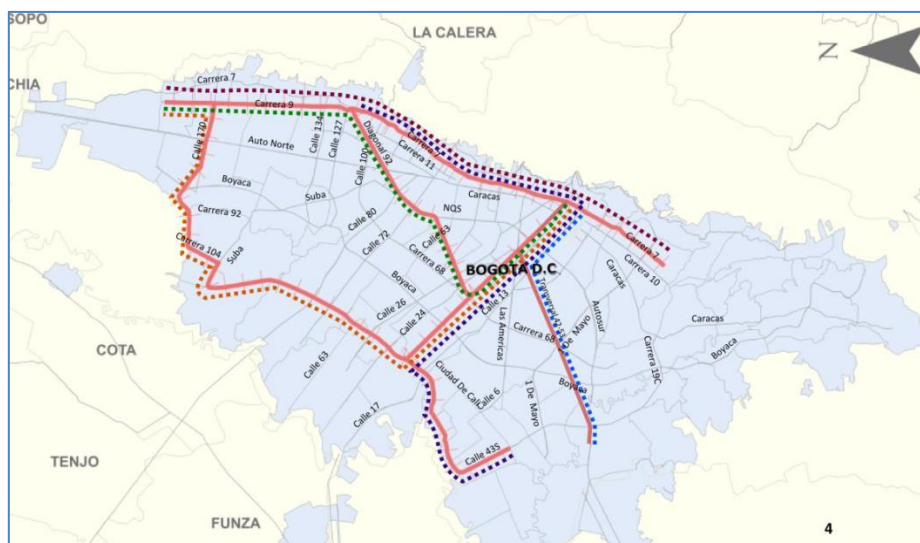 SOPO
LA CALERA
CHIA
N
Carrera 7
Carrera 9
Calle 170
Calle 134
Calle 127
Auto Norte
Diagonal 92
Calle 100
Carrera 7
Carrera 11
Boyaca
Suba
Caracas
Carrera 92
Calle 80
NQS
Calle 72
Calle 63
Carrera 104
Suba
Carrera 68
BOGOTA D.C.
Carrera 7
Carrera 10
Caracas
Boyaca
Calle 26
Calle 24
Calle 13
Las Americas
Carrera 68
Mayo
Autosur
Caracas
Boyaca
Carrera 19C
COTA
Calle 63
Ciudad De Cali
Calle 6
Boyaca
1 De Mayo
Calle 17
Calle 43S
TENJO
FUNZA
4